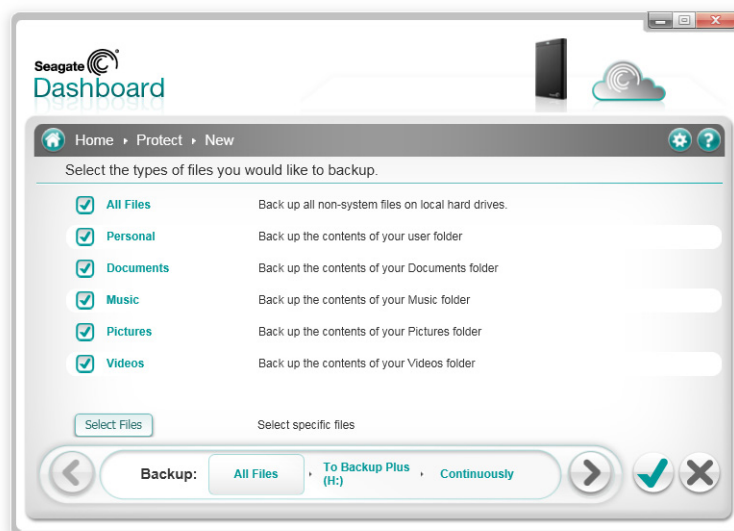 Seagate
Dashboard
Home ▸ Protect ▸ New
?
Select the types of files you would like to backup.
All Files Back up all non-system files on local hard drives.
Personal Back up the contents of your user folder
Documents Back up the contents of your Documents folder
Music Back up the contents of your Music folder
Pictures Back up the contents of your Pictures folder
Videos Back up the contents of your Videos folder
Select Files Select specific files
Backup: All Files ▸ To Backup Plus ▸ Continuously
(H:)